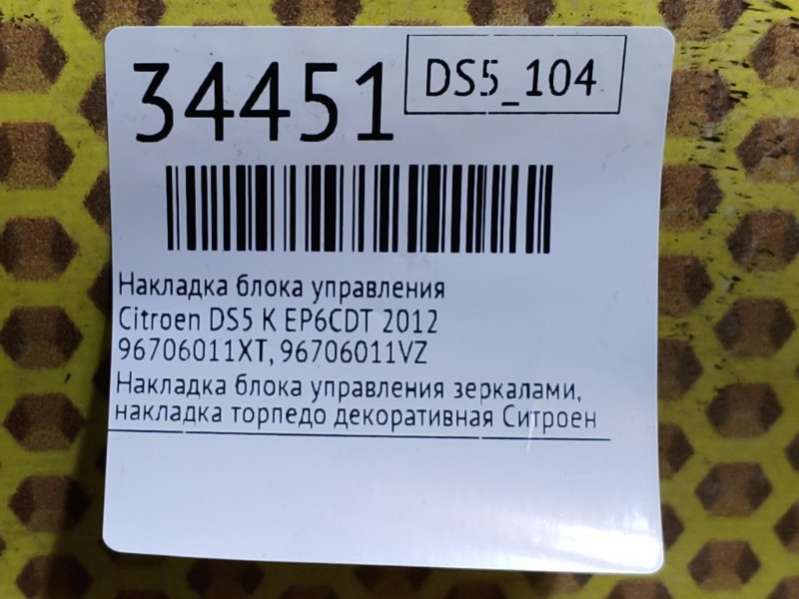 34451
DS5_104
Накладка блока управления
Citroen DS5 K EP6CDT 2012
96706011XT, 96706011VZ
Накладка блока управления зеркалами,
накладка торпедо декоративная Ситроен